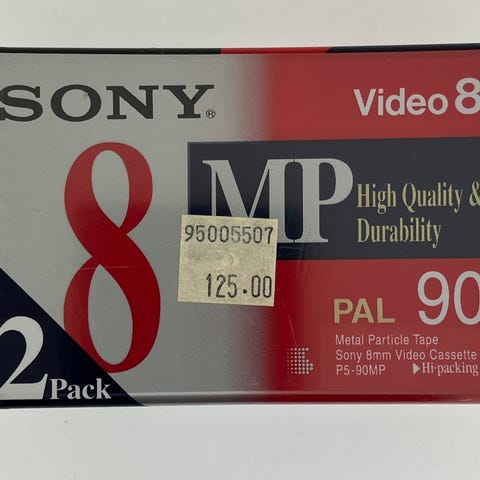 SONY®
Video 8
8
MP
High Quality &
Durability
95005507
125.00
PAL 90
Metal Particle Tape
Sony 8mm Video Cassette
P5-90MP ▶Hi-packing
2 Pack